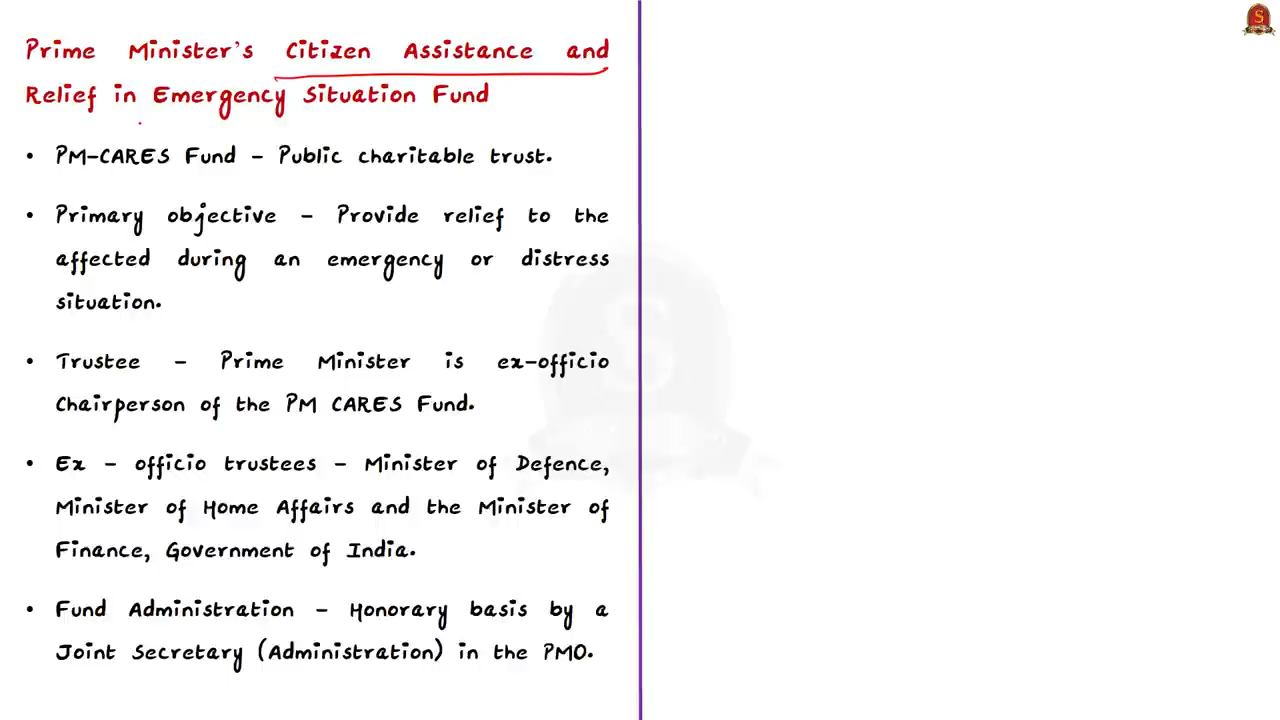 Prime Minister's Citizen Assistance and
Relief in Emergency Situation Fund
• PM-CARES Fund – Public charitable trust.
• Primary objective – Provide relief to the
affected during an emergency or distress
situation.
• Trustee – Prime Minister is ex-officio
Chairperson of the PM CARES Fund.
• Ex – officio trustees – Minister of Defence,
Minister of Home Affairs and the Minister of
Finance, Government of India.
• Fund Administration – Honorary basis by a
Joint Secretary (Administration) in the PMO.